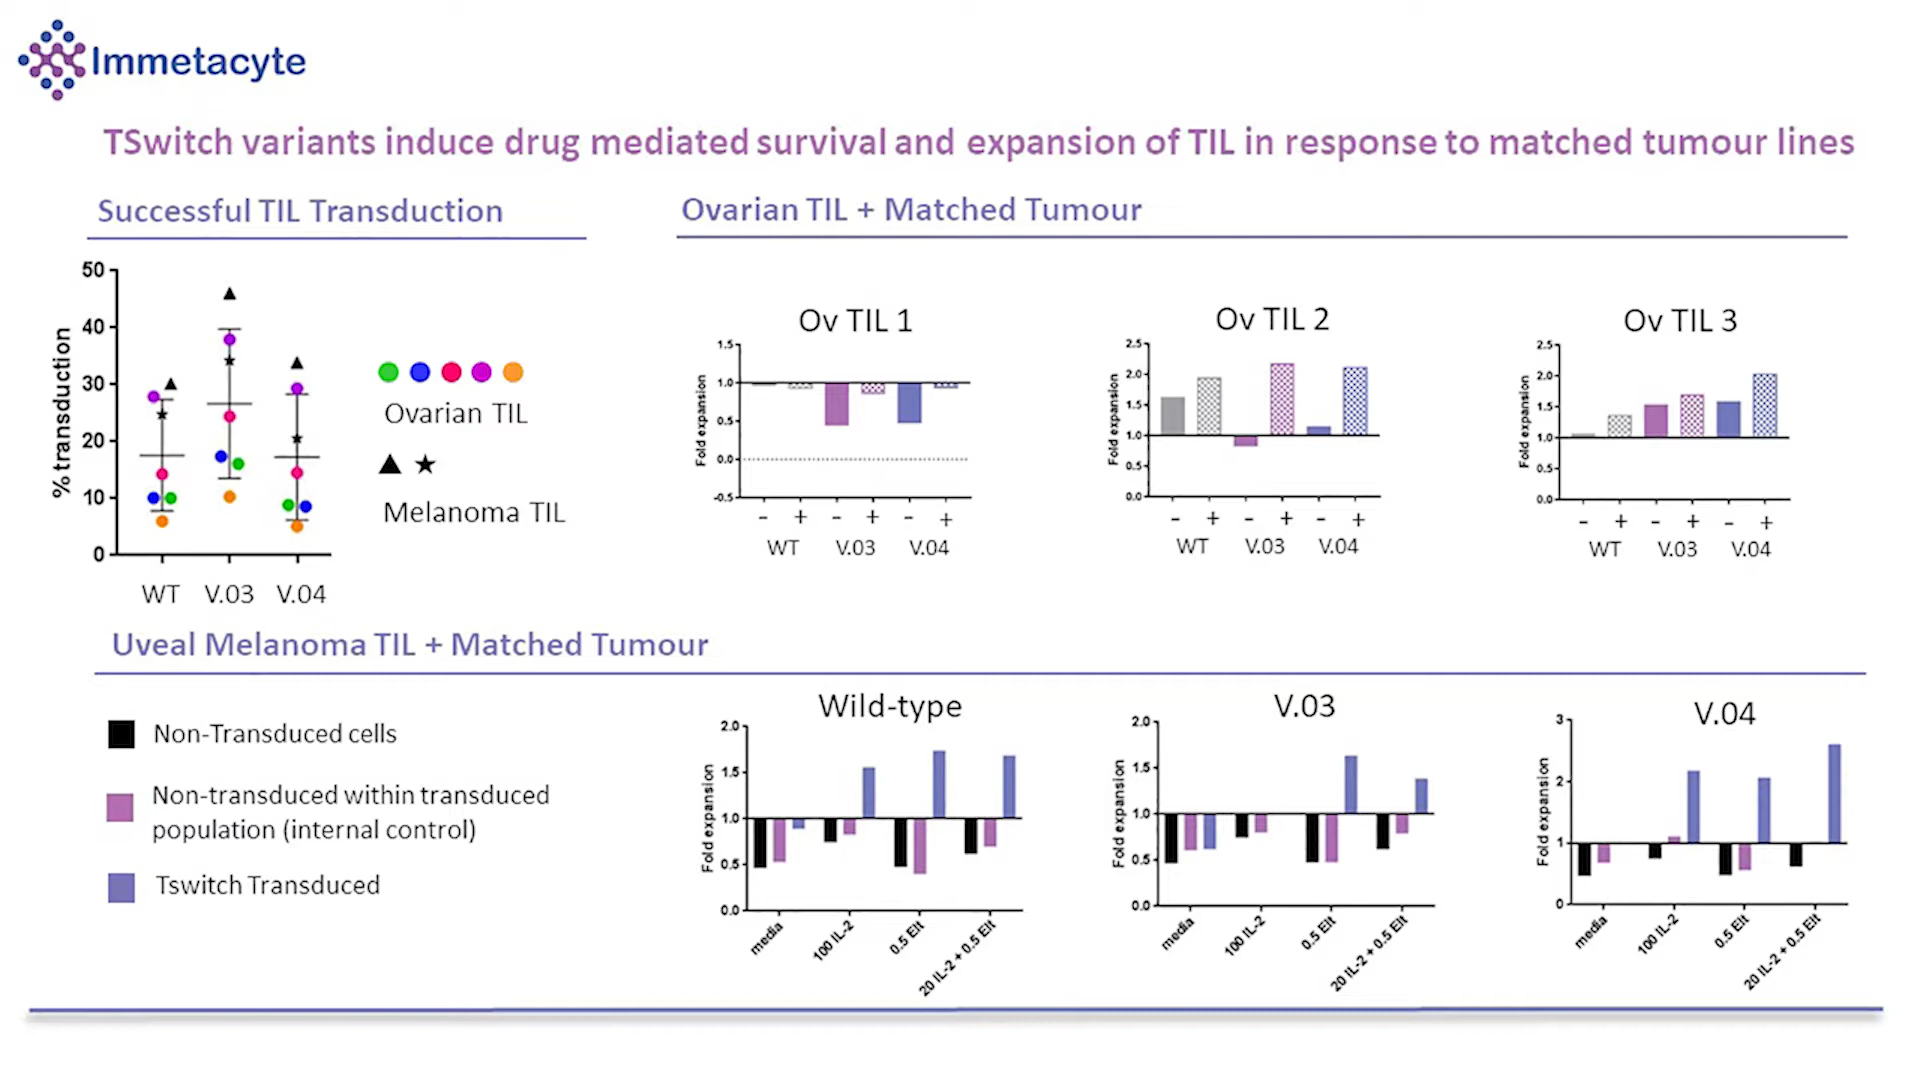 Immetacyte
TSwitch variants induce drug mediated survival and expansion of TIL in response to matched tumour lines
Successful TIL Transduction
% transduction
50
40
30
20
10
0
WT V.03 V.04
Ovarian TIL
Melanoma TIL
Ovarian TIL + Matched Tumour
Ov TIL 1
Fold expansion
1.5
1.0
0.5
0.0
-0.5
- + - + - +
WT V.03 V.04
Ov TIL 2
Fold expansion
2.5
2.0
1.5
1.0
0.5
0.0
- + - + - +
WT V.03 V.04
Ov TIL 3
Fold expansion
2.5
2.0
1.5
1.0
0.5
0.0
- + - + - +
WT V.03 V.04
Uveal Melanoma TIL + Matched Tumour
Non-Transduced cells
Non-transduced within transduced
population (internal control)
Tswitch Transduced
Wild-type
Fold expansion
2.0
1.5
1.0
0.5
0.0
media
100 IL-2
0.5 Elt
20 IL-2 + 0.5 Elt
V.03
Fold expansion
2.0
1.5
1.0
0.5
0.0
media
100 IL-2
0.5 Elt
20 IL-2 + 0.5 Elt
V.04
Fold expansion
3
2
1
0
media
100 IL-2
0.5 Elt
20 IL-2 + 0.5 Elt